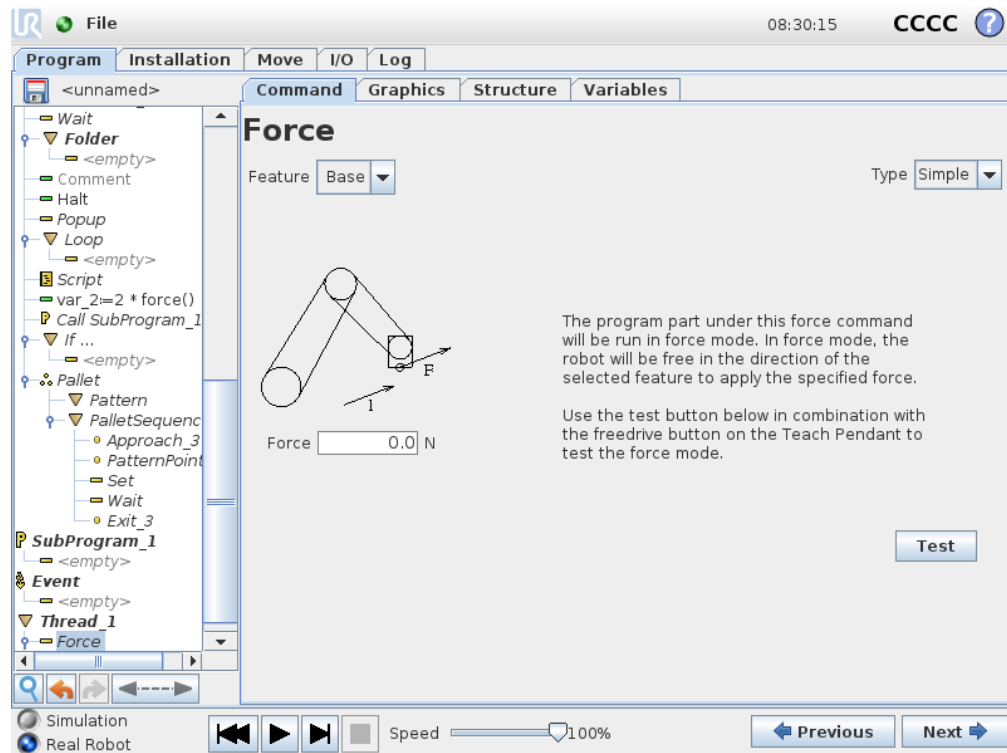 UR File 08:30:15 CCCC ?
Program Installation Move I/O Log
<unnamed>
Command Graphics Structure Variables
Wait
Folder
<empty>
Comment
Halt
Popup
Loop
<empty>
Script
var_2:=2 * force()
P Call SubProgram_1
If ...
<empty>
Pallet
Pattern
PalletSequenc
Approach_3
PatternPoint
Set
Wait
Exit_3
P SubProgram_1
<empty>
Event
<empty>
Thread_1
Force
Force
Feature Base
Type Simple
F
1
Force 0.0 N
The program part under this force command
will be run in force mode. In force mode, the
robot will be free in the direction of the
selected feature to apply the specified force.
Use the test button below in combination with
the freedrive button on the Teach Pendant to
test the force mode.
Test
Simulation
Real Robot
Speed 100%
Previous Next